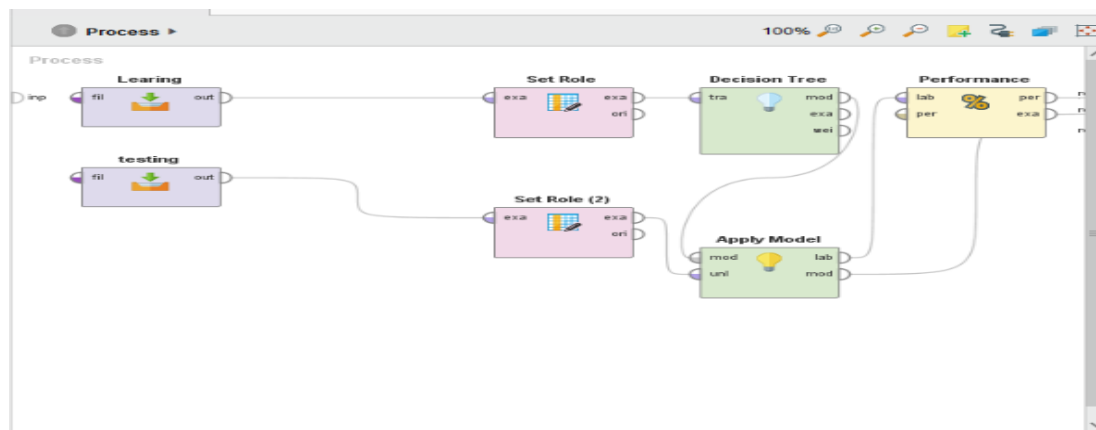 Process
100%
Process
inp
Learing
fil out
Set Role
exa exa
ori
Decision Tree
tra mod
exa
wei
Performance
lab per
per exa
testing
fil out
Set Role (2)
exa exa
ori
Apply Model
mod lab
unl mod